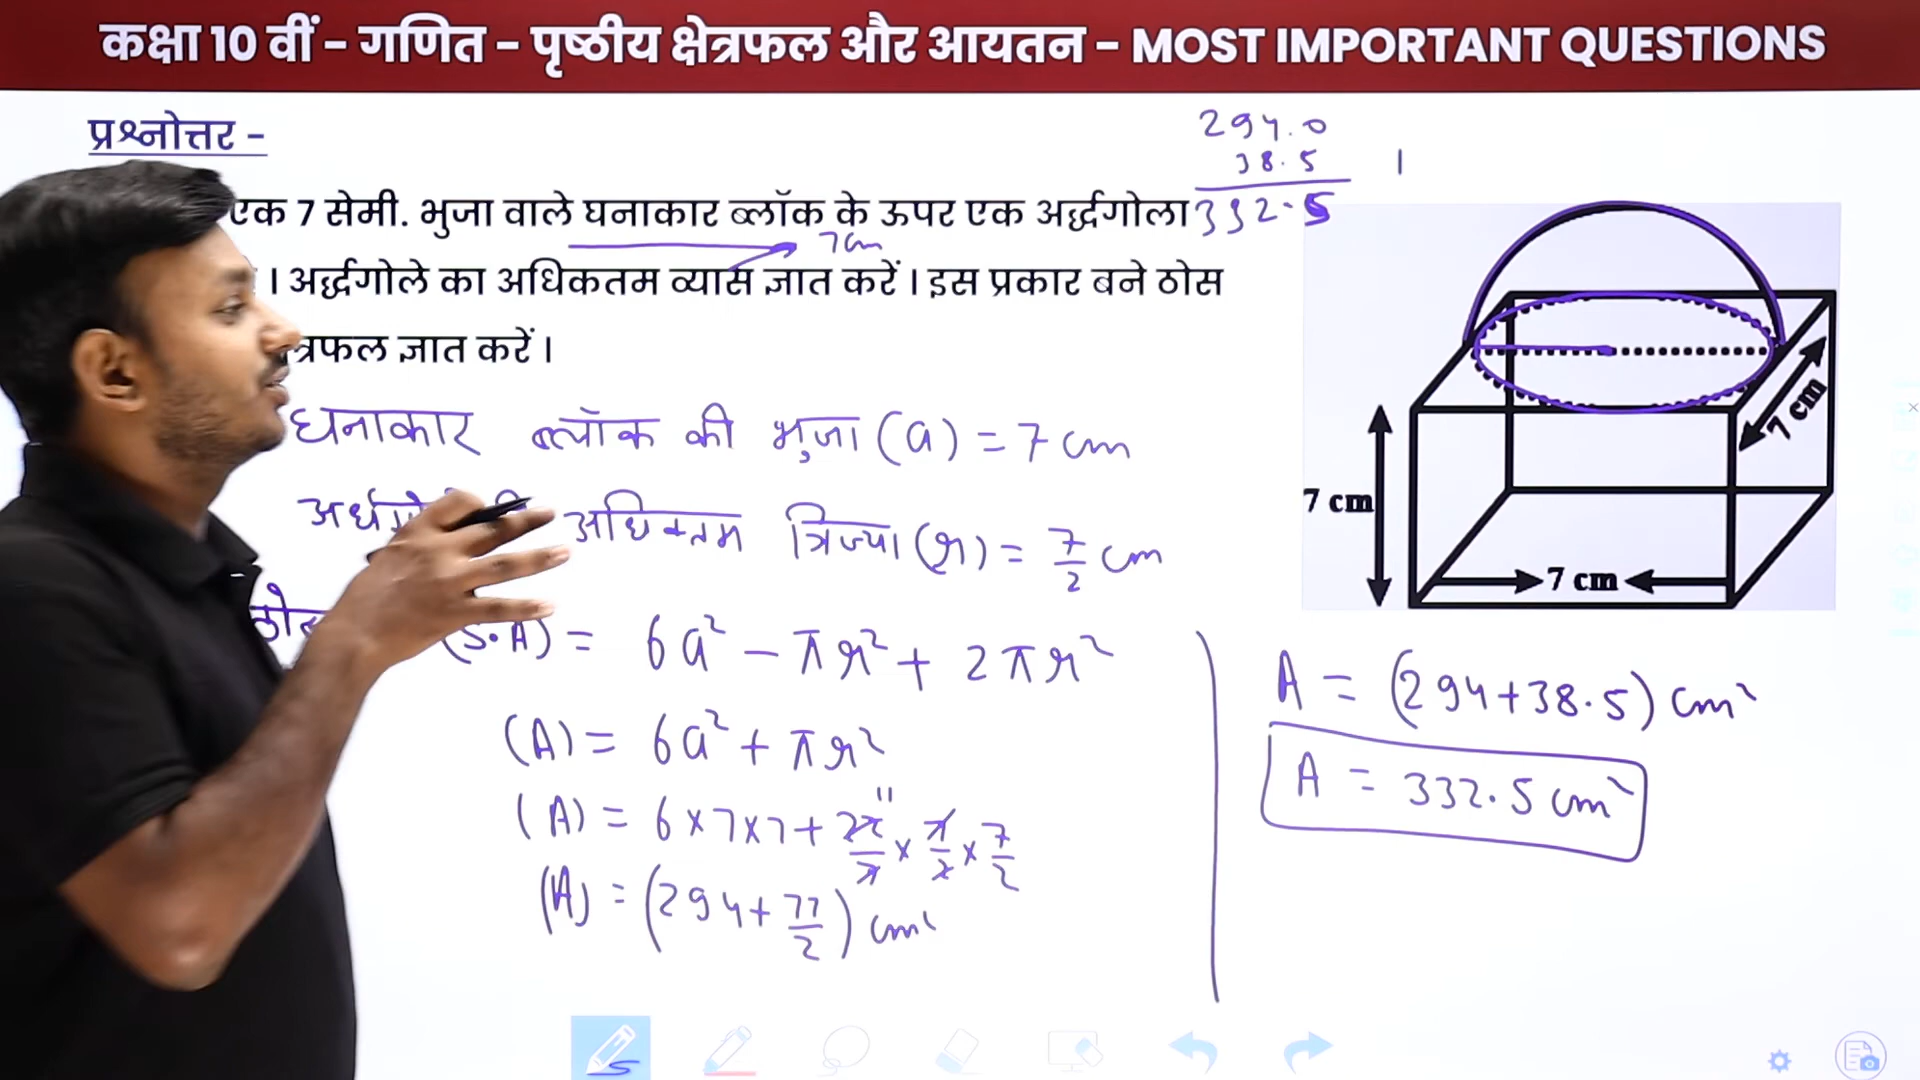 कक्षा 10 वीं – गणित – पृष्ठीय क्षेत्रफल और आयतन – MOST IMPORTANT QUESTIONS
प्रश्नोत्तर –
294.0
38.5 1
332.5
एक 7 सेमी. भुजा वाले घनाकार ब्लॉक के ऊपर एक अर्द्धगोला
7cm
। अर्द्धगोले का अधिकतम व्यास ज्ञात करें । इस प्रकार बने ठोस
ज्ञात करें ।
घनाकार ब्लॉक की भुजा (a) = 7 cm
अधिकतम त्रिज्या (r) = 7/2 cm
(S.A) = 6a² – πr² + 2πr²
(A) = 6a² + πr²
(A) = 6×7×7 + 22/7 × 7/2 × 7/2
11
(A) = (294 + 77/2) cm²
7 cm
7 cm
7 cm
A = (294+38.5) cm²
A = 332.5 cm²